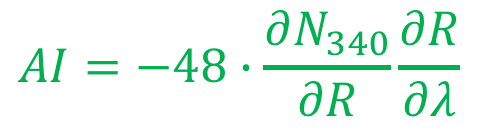 AI = −48 · ∂N₃₄₀/∂R ∂R/∂λ